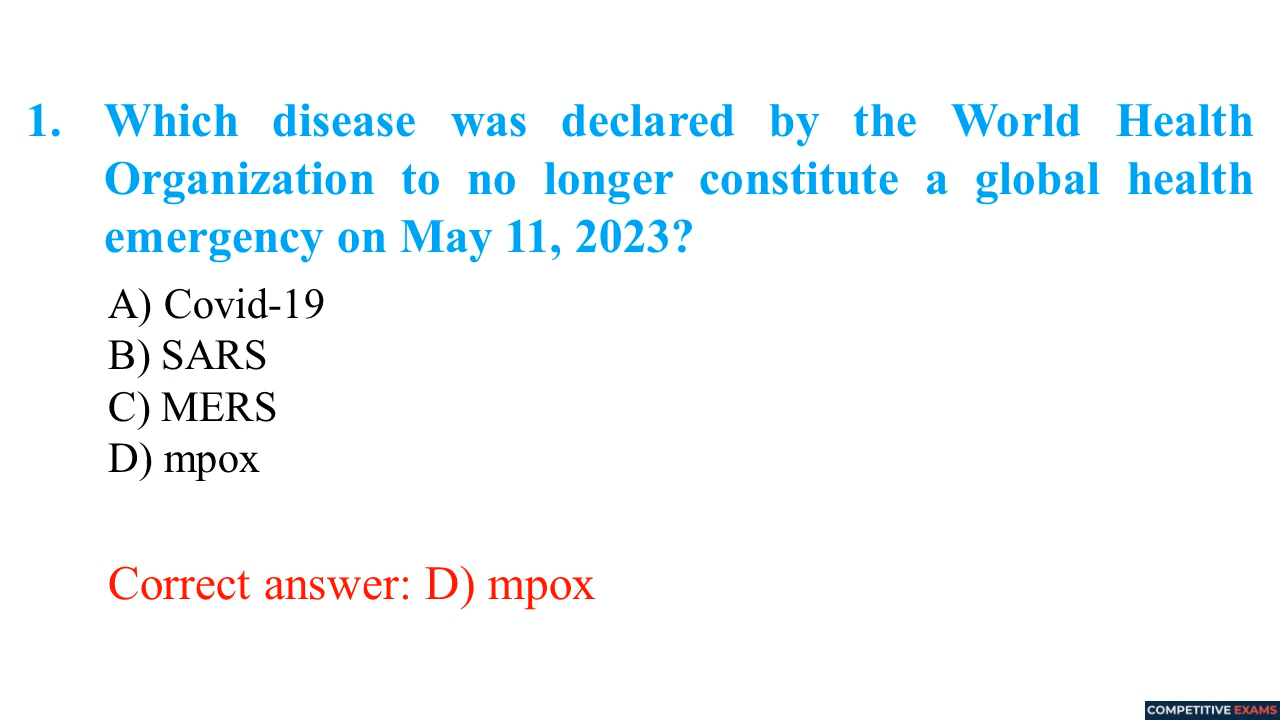 1. Which disease was declared by the World Health
Organization to no longer constitute a global health
emergency on May 11, 2023?
A) Covid-19
B) SARS
C) MERS
D) mpox
Correct answer: D) mpox
COMPETITIVE EXAMS